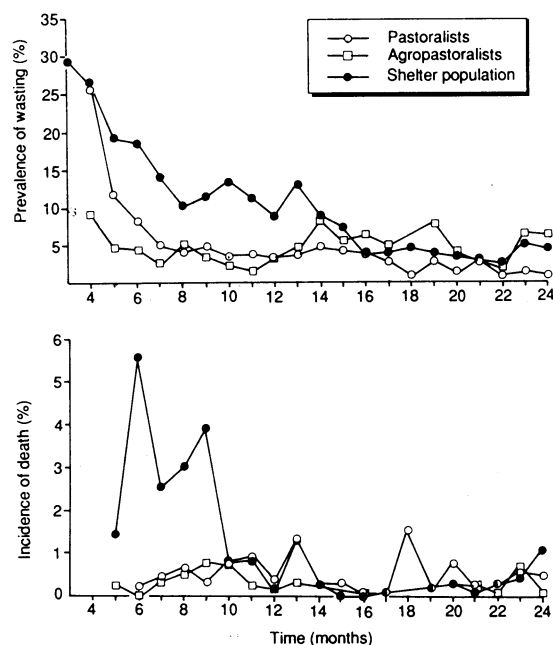 Pastoralists
Agropastoralists
Shelter population
Prevalence of wasting (%)
35
30
25
20
15
10
5
4 6 8 10 12 14 16 18 20 22 24
Incidence of death (%)
6
5
4
3
2
1
0
4 6 8 10 12 14 16 18 20 22 24
Time (months)